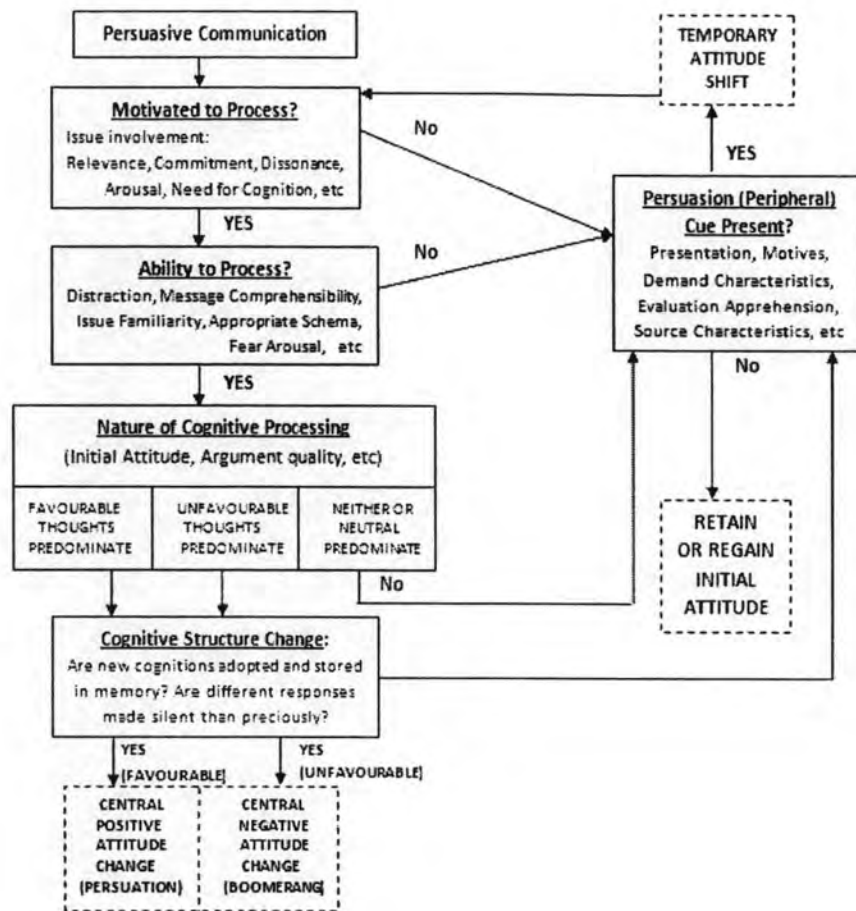 Persuasive Communication
TEMPORARY
ATTITUDE
SHIFT
Motivated to Process?
Issue involvement:
Relevance, Commitment, Dissonance,
Arousal, Need for Cognition, etc
No
YES
YES
Persuasion (Peripheral)
Cue Present?
Presentation, Motives,
Demand Characteristics,
Evaluation Apprehension,
Source Characteristics, etc
No
Ability to Process?
Distraction, Message Comprehensibility,
Issue Familiarity, Appropriate Schema,
Fear Arousal, etc
YES
No
Nature of Cognitive Processing
(Initial Attitude, Argument quality, etc)
FAVOURABLE
THOUGHTS
PREDOMINATE
UNFAVOURABLE
THOUGHTS
PREDOMINATE
NEITHER OR
NEUTRAL
PREDOMINATE
No
RETAIN
OR REGAIN
INITIAL
ATTITUDE
Cognitive Structure Change:
Are new cognitions adopted and stored
in memory? Are different responses
made silent than preciously?
YES
(FAVOURABLE)
YES
(UNFAVOURABLE)
CENTRAL
POSITIVE
ATTITUDE
CHANGE
(PERSUATION)
CENTRAL
NEGATIVE
ATTITUDE
CHANGE
(BOOMERANG)